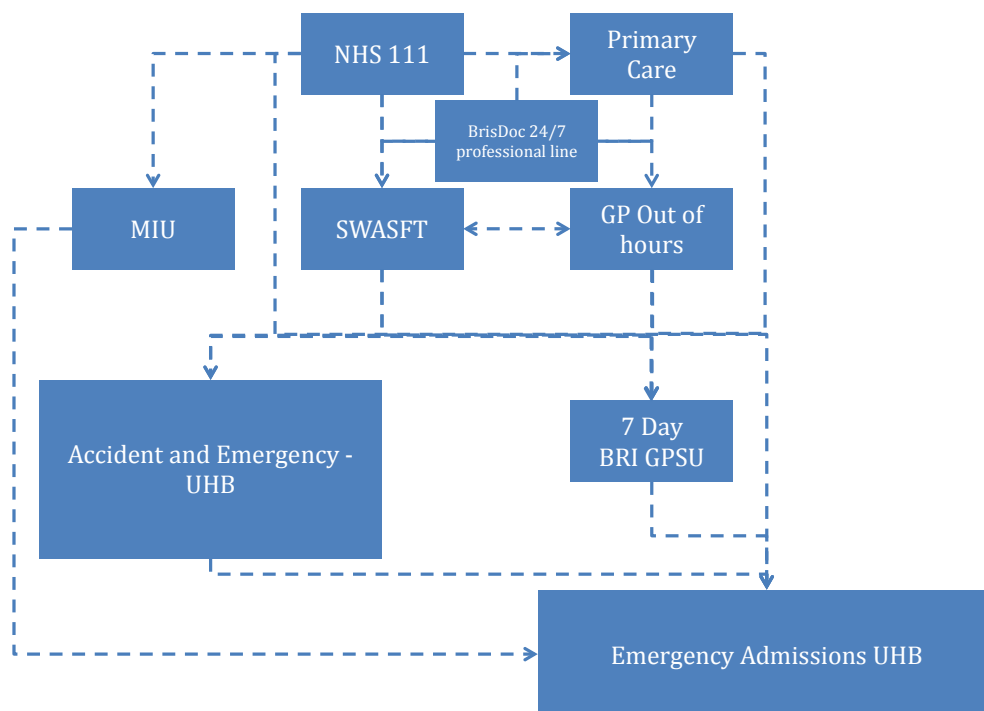 NHS 111
Primary
Care
BrisDoc 24/7
professional line
MIU
SWASFT
GP Out of
hours
Accident and Emergency -
UHB
7 Day
BRI GPSU
Emergency Admissions UHB